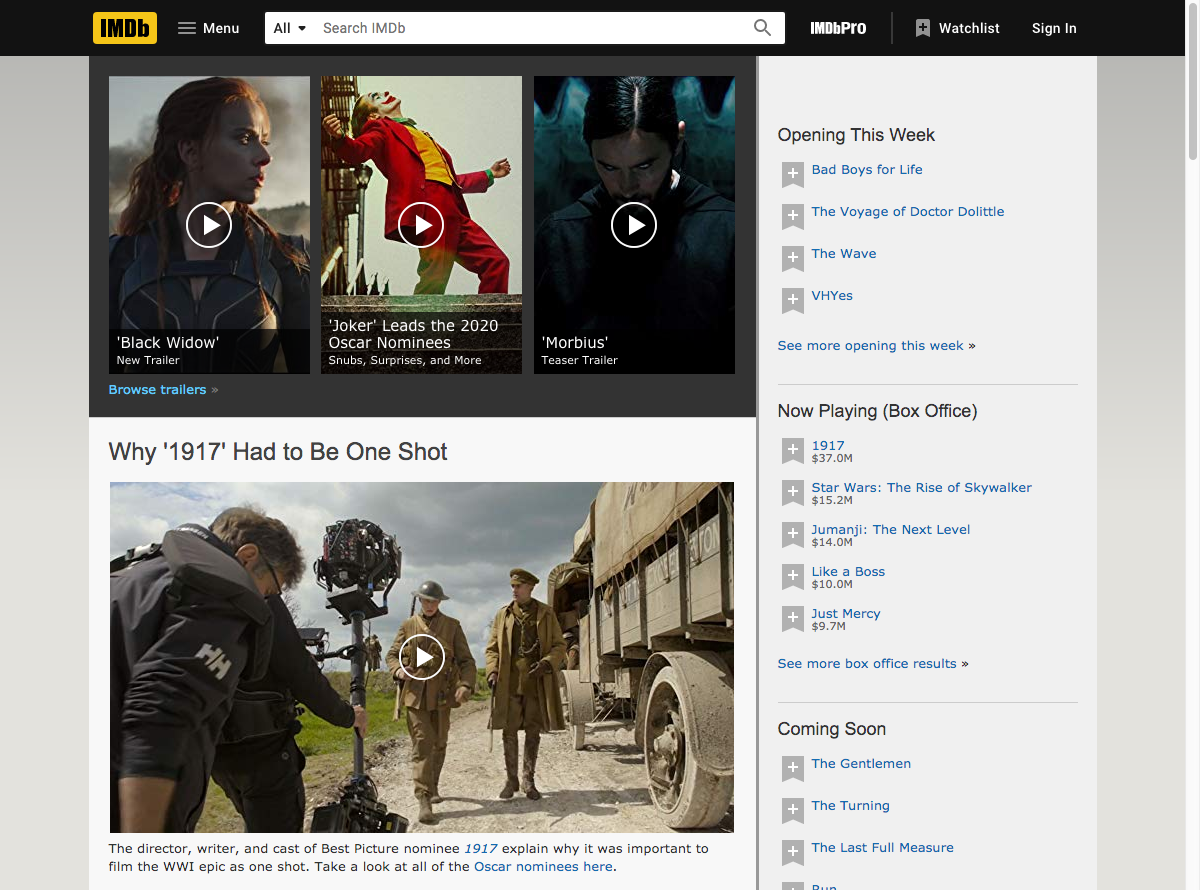 IMDb
Menu
All
Search IMDb
IMDbPro
Watchlist
Sign In
'Black Widow'
New Trailer
'Joker' Leads the 2020
Oscar Nominees
Snubs, Surprises, and More
'Morbius'
Teaser Trailer
Browse trailers »
Why '1917' Had to Be One Shot
HH
The director, writer, and cast of Best Picture nominee 1917 explain why it was important to
film the WWI epic as one shot. Take a look at all of the Oscar nominees here.
Opening This Week
Bad Boys for Life
The Voyage of Doctor Dolittle
The Wave
VHYes
See more opening this week »
Now Playing (Box Office)
1917
$37.0M
Star Wars: The Rise of Skywalker
$15.2M
Jumanji: The Next Level
$14.0M
Like a Boss
$10.0M
Just Mercy
$9.7M
See more box office results »
Coming Soon
The Gentlemen
The Turning
The Last Full Measure
Run